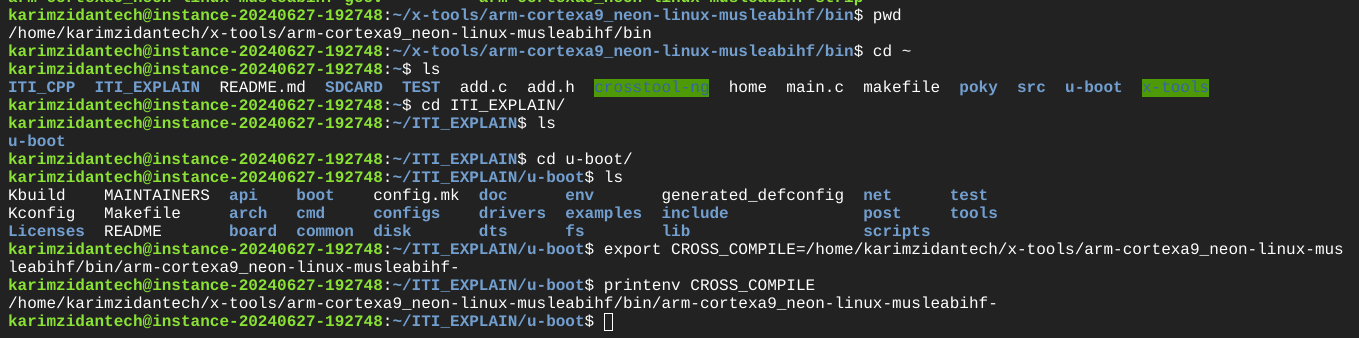 karimzidantech@instance-20240627-192748:~/x-tools/arm-cortexa9_neon-linux-musleabihf/bin$ pwd
/home/karimzidantech/x-tools/arm-cortexa9_neon-linux-musleabihf/bin
karimzidantech@instance-20240627-192748:~/x-tools/arm-cortexa9_neon-linux-musleabihf/bin$ cd ~
karimzidantech@instance-20240627-192748:~$ ls
ITI_CPP ITI_EXPLAIN README.md SDCARD TEST add.c add.h crosstool-ng home main.c makefile poky src u-boot x-tools
karimzidantech@instance-20240627-192748:~$ cd ITI_EXPLAIN/
karimzidantech@instance-20240627-192748:~/ITI_EXPLAIN$ ls
u-boot
karimzidantech@instance-20240627-192748:~/ITI_EXPLAIN$ cd u-boot/
karimzidantech@instance-20240627-192748:~/ITI_EXPLAIN/u-boot$ ls
Kbuild MAINTAINERS api boot config.mk doc env generated_defconfig net test
Kconfig Makefile arch cmd configs drivers examples include post tools
Licenses README board common disk dts fs lib scripts
karimzidantech@instance-20240627-192748:~/ITI_EXPLAIN/u-boot$ export CROSS_COMPILE=/home/karimzidantech/x-tools/arm-cortexa9_neon-linux-mus
leabihf/bin/arm-cortexa9_neon-linux-musleabihf-
karimzidantech@instance-20240627-192748:~/ITI_EXPLAIN/u-boot$ printenv CROSS_COMPILE
/home/karimzidantech/x-tools/arm-cortexa9_neon-linux-musleabihf/bin/arm-cortexa9_neon-linux-musleabihf-
karimzidantech@instance-20240627-192748:~/ITI_EXPLAIN/u-boot$